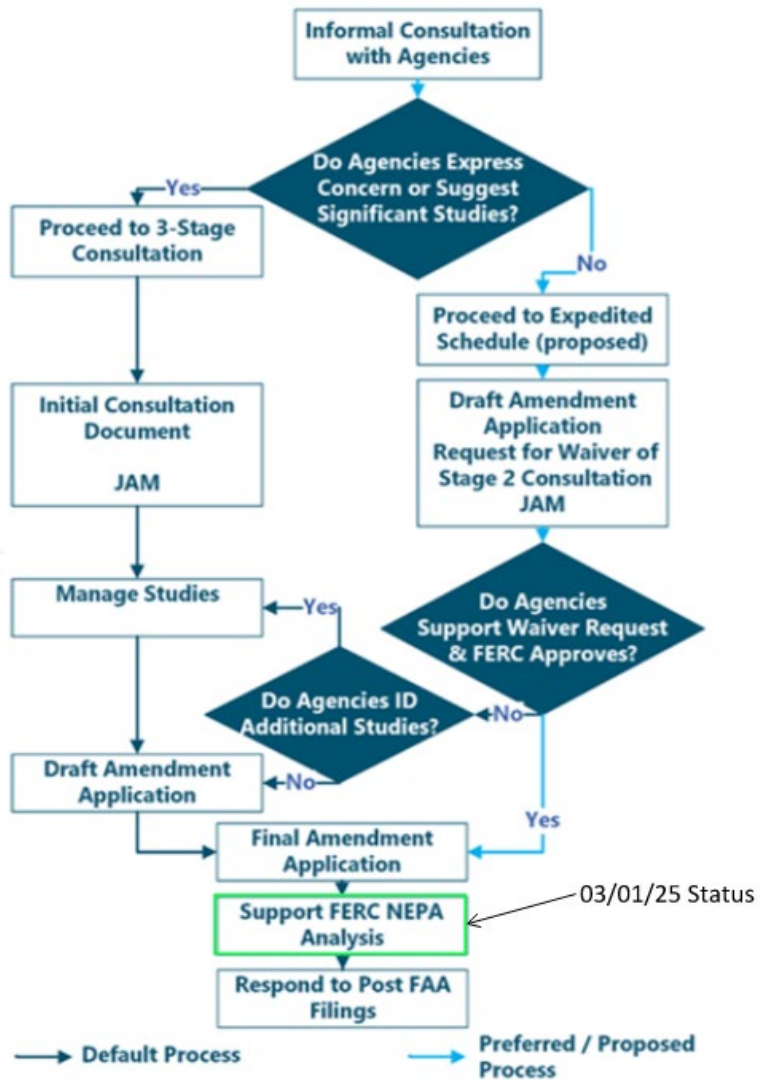 Informal Consultation
with Agencies
Do Agencies Express
Concern or Suggest
Significant Studies?
Yes
No
Proceed to 3-Stage
Consultation
Proceed to Expedited
Schedule (proposed)
Initial Consultation
Document
JAM
Draft Amendment
Application
Request for Waiver of
Stage 2 Consultation
JAM
Manage Studies
Yes
Do Agencies
Support Waiver Request
& FERC Approves?
Do Agencies ID
Additional Studies?
No
Draft Amendment
Application
No
Yes
Final Amendment
Application
Support FERC NEPA
Analysis
03/01/25 Status
Respond to Post FAA
Filings
Default Process
Preferred / Proposed
Process